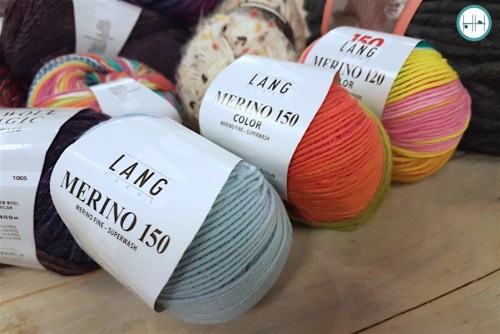 LANG
YARNS
MERINO 150
MERINO FINE - SUPERWASH
LANG
MERINO 150
COLOR
MERINO FINE - SUPERWASH
150
LANG
MERINO 120
COLOR
1005